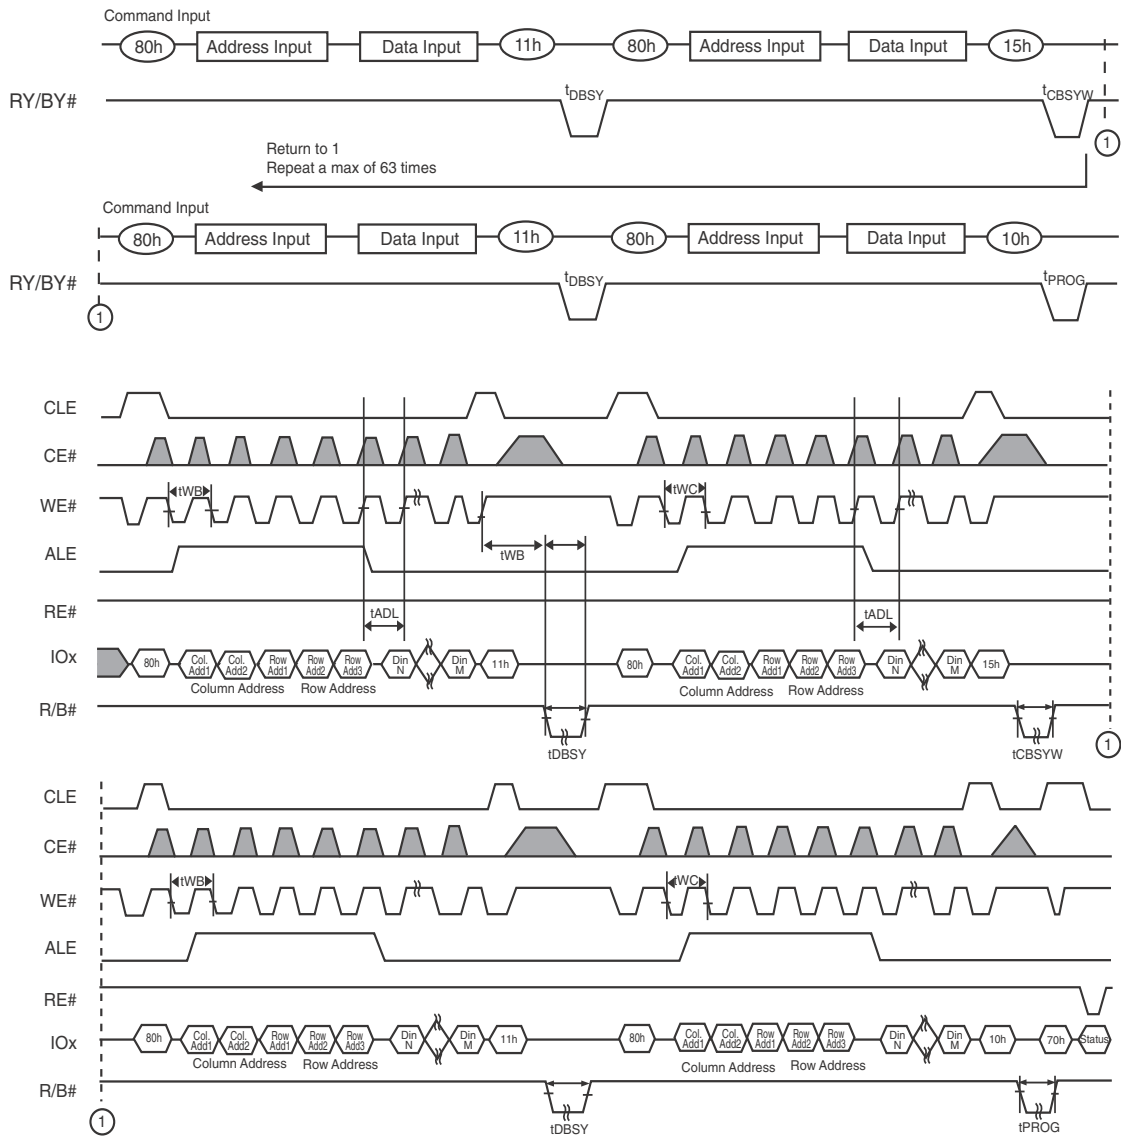 Command Input
80h Address Input Data Input 11h 80h Address Input Data Input 15h
RY/BY# tDBSY tCBSYW
1
Return to 1
Repeat a max of 63 times
Command Input
80h Address Input Data Input 11h 80h Address Input Data Input 10h
RY/BY# tDBSY tPROG
1
CLE
CE#
WE# tWB tWC
ALE tWB
RE# tADL tADL
IOx 80h Col. Add1 Col. Add2 Row Add1 Row Add2 Row Add3 Din N Din M 11h 80h Col. Add1 Col. Add2 Row Add1 Row Add2 Row Add3 Din N Din M 15h
Column Address Row Address Column Address Row Address
R/B# tDBSY tCBSYW
1
CLE
CE#
WE# tWB tWC
ALE
RE#
IOx 80h Col. Add1 Col. Add2 Row Add1 Row Add2 Row Add3 Din N Din M 11h 80h Col. Add1 Col. Add2 Row Add1 Row Add2 Row Add3 Din N Din M 10h 70h Status
Column Address Row Address Column Address Row Address
R/B# tDBSY tPROG
1